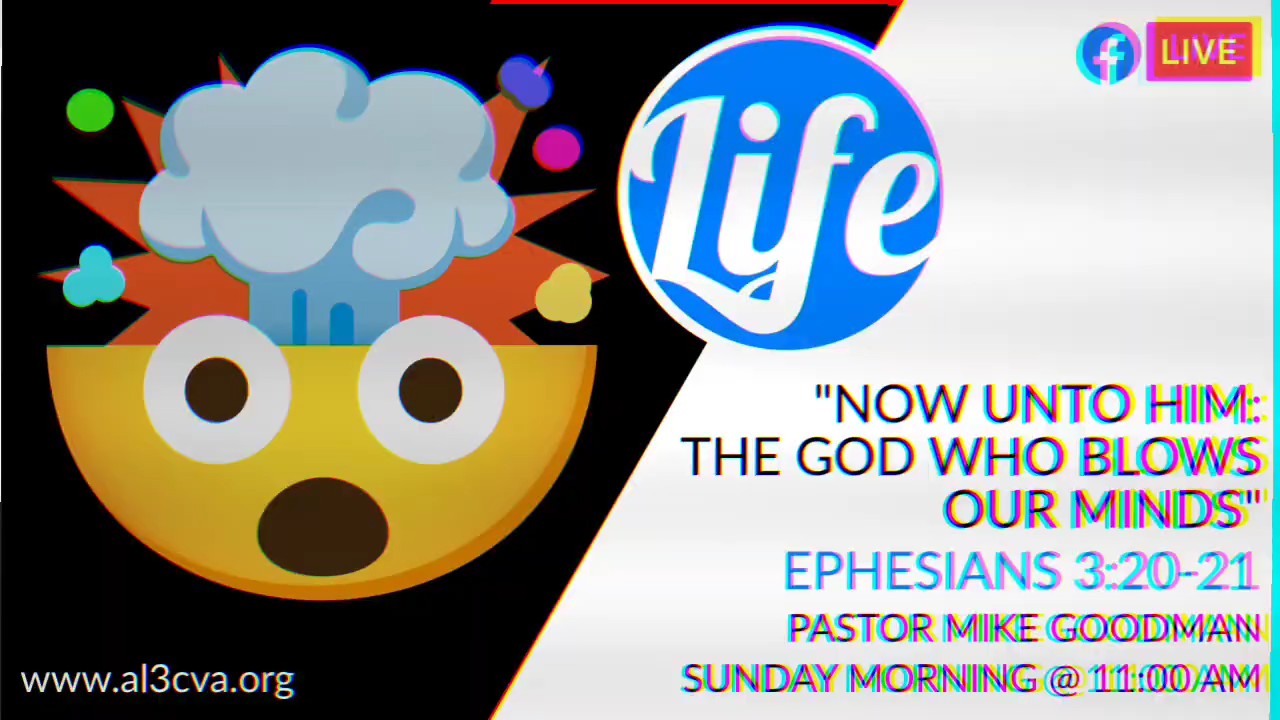 Life
f LIVE
"NOW UNTO HIM:
THE GOD WHO BLOWS
OUR MINDS"
EPHESIANS 3:20-21
PASTOR MIKE GOODMAN
SUNDAY MORNING @ 11:00 AM
www.al3cva.org